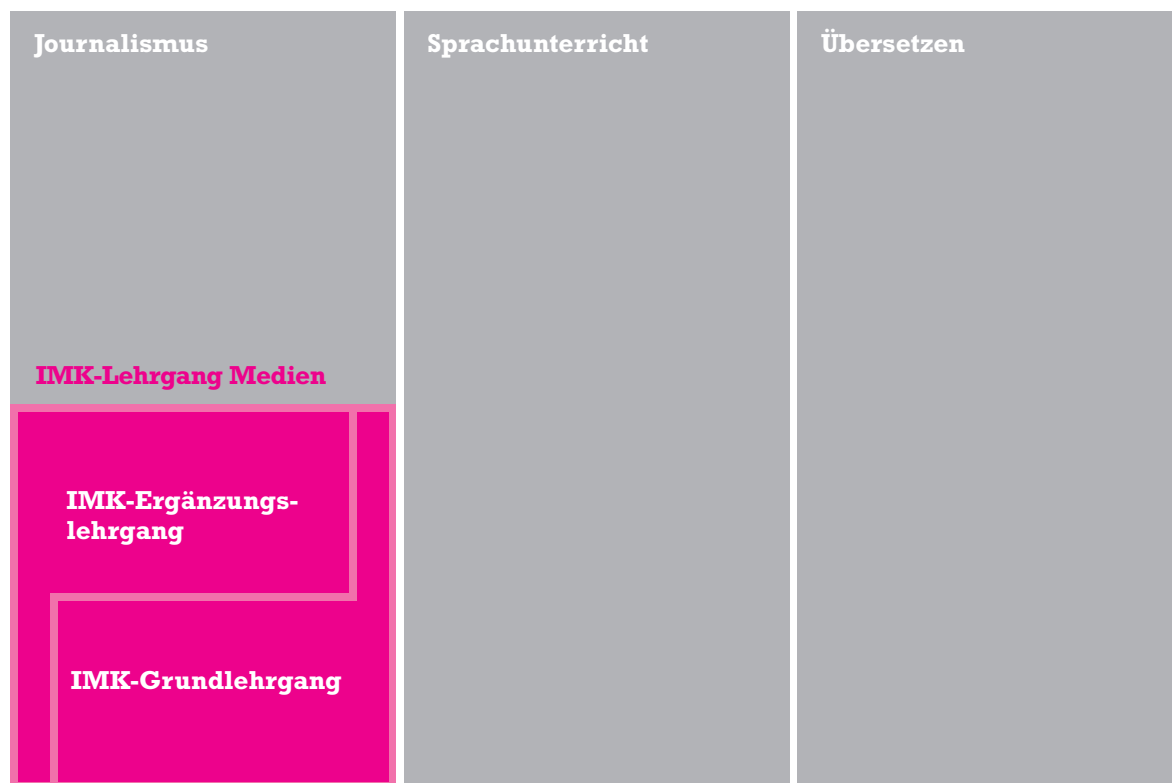 Journalismus
Sprachunterricht
Übersetzen
IMK-Lehrgang Medien
IMK-Ergänzungs-
lehrgang
IMK-Grundlehrgang